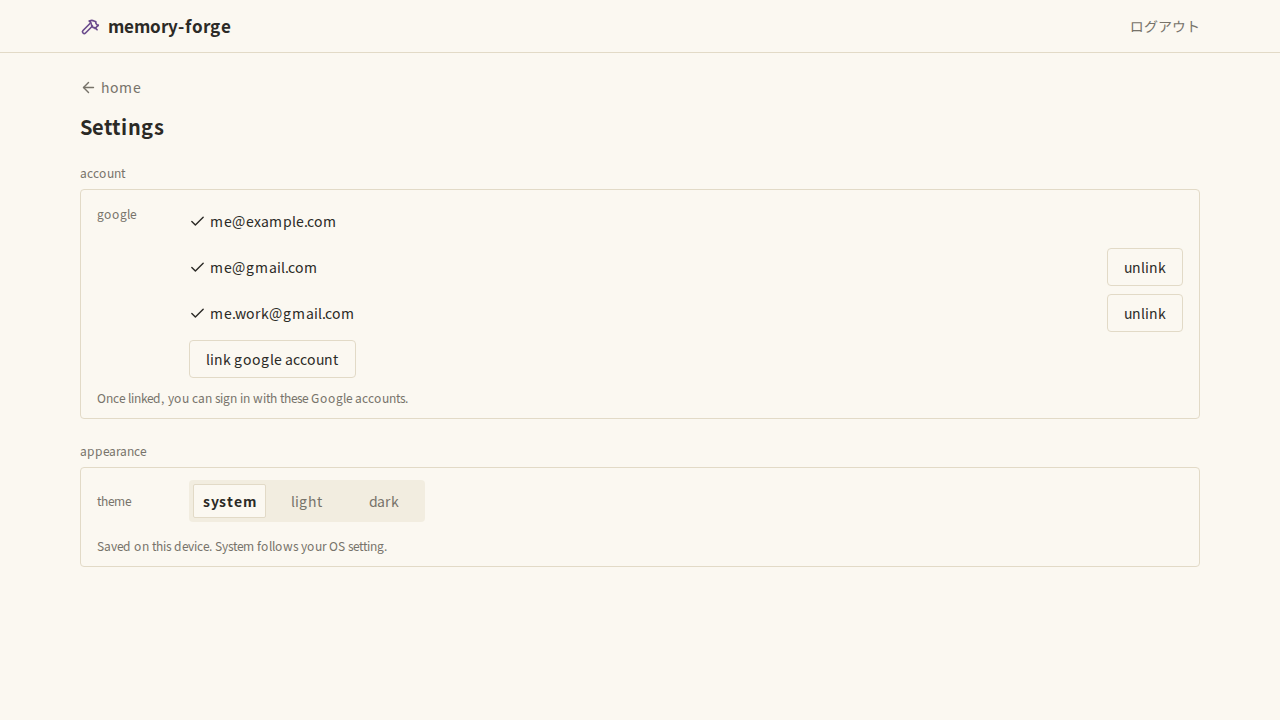 memory-forge
ログアウト
home
Settings
account
google
me@example.com
me@gmail.com
unlink
me.work@gmail.com
unlink
link google account
Once linked, you can sign in with these Google accounts.
appearance
theme
system
light
dark
Saved on this device. System follows your OS setting.